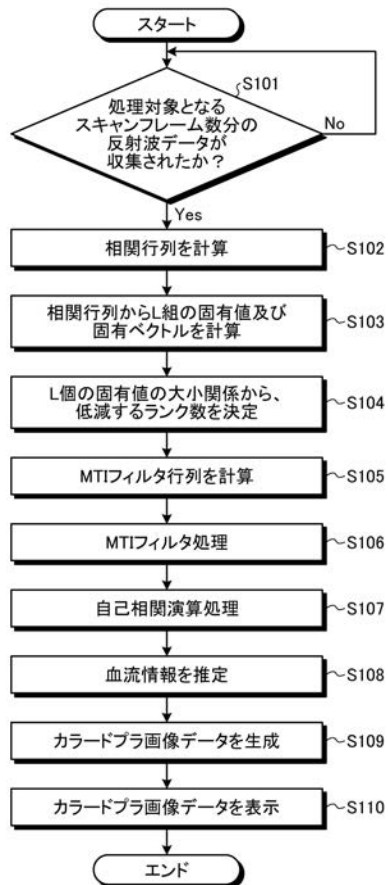 スタート
S101
処理対象となる
スキャンフレーム数分の
反射波データが
収集されたか?
No
Yes
相関行列を計算
S102
相関行列からL組の固有値及び
固有ベクトルを計算
S103
L個の固有値の大小関係から、
低減するランク数を決定
S104
MTIフィルタ行列を計算
S105
MTIフィルタ処理
S106
自己相関演算処理
S107
血流情報を推定
S108
カラードプラ画像データを生成
S109
カラードプラ画像データを表示
S110
エンド